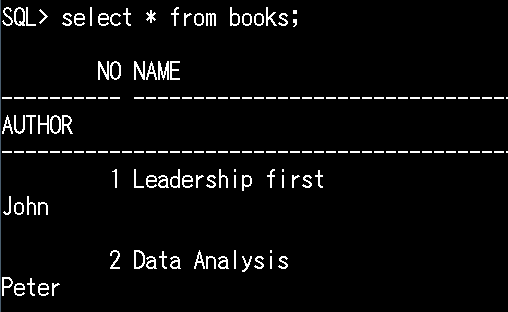 SQL> select * from books;
NO NAME
---------- ----------------------------------------
AUTHOR
--------------------------------------------------
1 Leadership first
John
2 Data Analysis
Peter